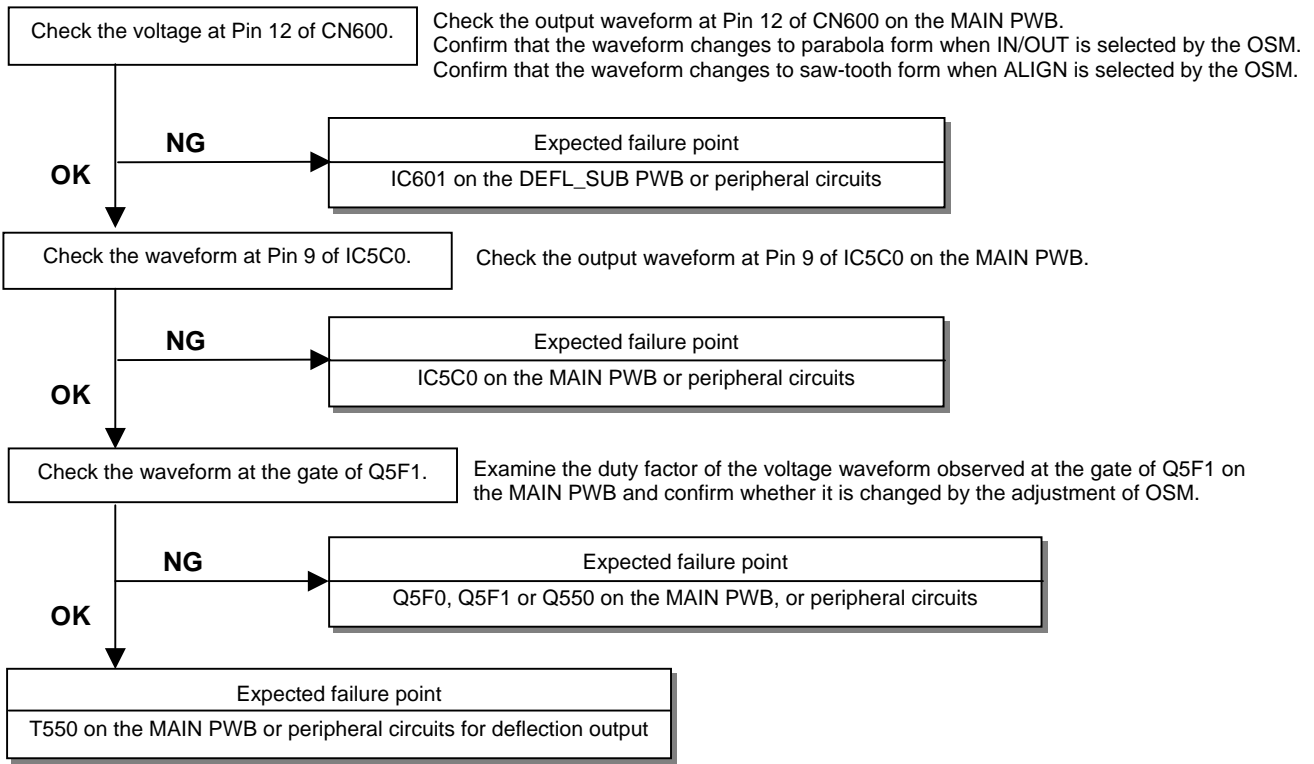 Check the voltage at Pin 12 of CN600.
Check the output waveform at Pin 12 of CN600 on the MAIN PWB.
Confirm that the waveform changes to parabola form when IN/OUT is selected by the OSM.
Confirm that the waveform changes to saw-tooth form when ALIGN is selected by the OSM.
NG
Expected failure point
IC601 on the DEFL_SUB PWB or peripheral circuits
OK
Check the waveform at Pin 9 of IC5C0.
Check the output waveform at Pin 9 of IC5C0 on the MAIN PWB.
NG
Expected failure point
IC5C0 on the MAIN PWB or peripheral circuits
OK
Check the waveform at the gate of Q5F1.
Examine the duty factor of the voltage waveform observed at the gate of Q5F1 on
the MAIN PWB and confirm whether it is changed by the adjustment of OSM.
NG
Expected failure point
Q5F0, Q5F1 or Q550 on the MAIN PWB, or peripheral circuits
OK
Expected failure point
T550 on the MAIN PWB or peripheral circuits for deflection output